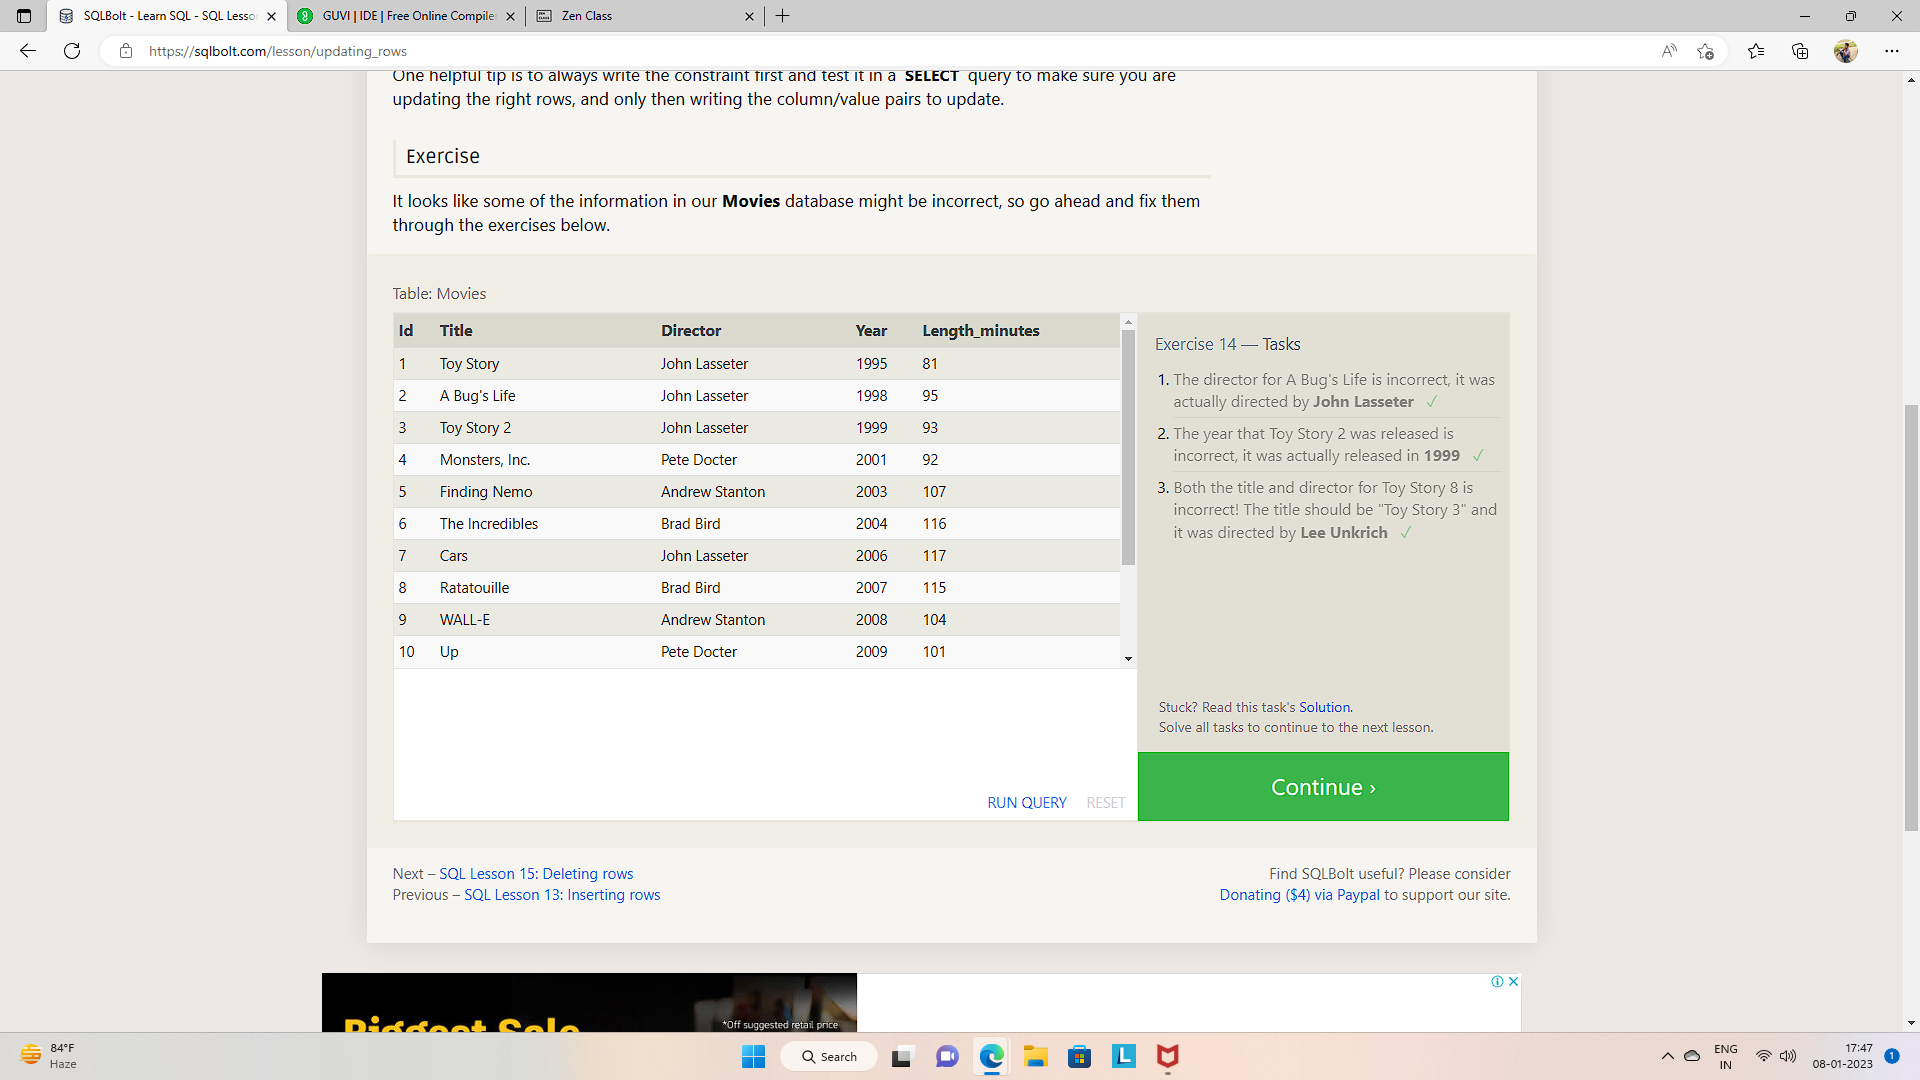 SQLBolt - Learn SQL - SQL Lesso
GUVI | IDE | Free Online Compiler
Zen Class
https://sqlbolt.com/lesson/updating_rows
One helpful tip is to always write the constraint first and test it in a SELECT query to make sure you are
updating the right rows, and only then writing the column/value pairs to update.
Exercise
It looks like some of the information in our Movies database might be incorrect, so go ahead and fix them
through the exercises below.
Table: Movies
Id Title Director Year Length_minutes
1 Toy Story John Lasseter 1995 81
2 A Bug's Life John Lasseter 1998 95
3 Toy Story 2 John Lasseter 1999 93
4 Monsters, Inc. Pete Docter 2001 92
5 Finding Nemo Andrew Stanton 2003 107
6 The Incredibles Brad Bird 2004 116
7 Cars John Lasseter 2006 117
8 Ratatouille Brad Bird 2007 115
9 WALL-E Andrew Stanton 2008 104
10 Up Pete Docter 2009 101
RUN QUERY RESET
Exercise 14 — Tasks
1. The director for A Bug's Life is incorrect, it was
actually directed by John Lasseter ✓
2. The year that Toy Story 2 was released is
incorrect, it was actually released in 1999 ✓
3. Both the title and director for Toy Story 8 is
incorrect! The title should be "Toy Story 3" and
it was directed by Lee Unkrich ✓
Stuck? Read this task's Solution.
Solve all tasks to continue to the next lesson.
Continue ›
Next – SQL Lesson 15: Deleting rows
Previous – SQL Lesson 13: Inserting rows
Find SQLBolt useful? Please consider
Donating ($4) via Paypal to support our site.
Biggest Sale
*Off suggested retail price
84°F
Haze
Search
ENG
IN
17:47
08-01-2023
1